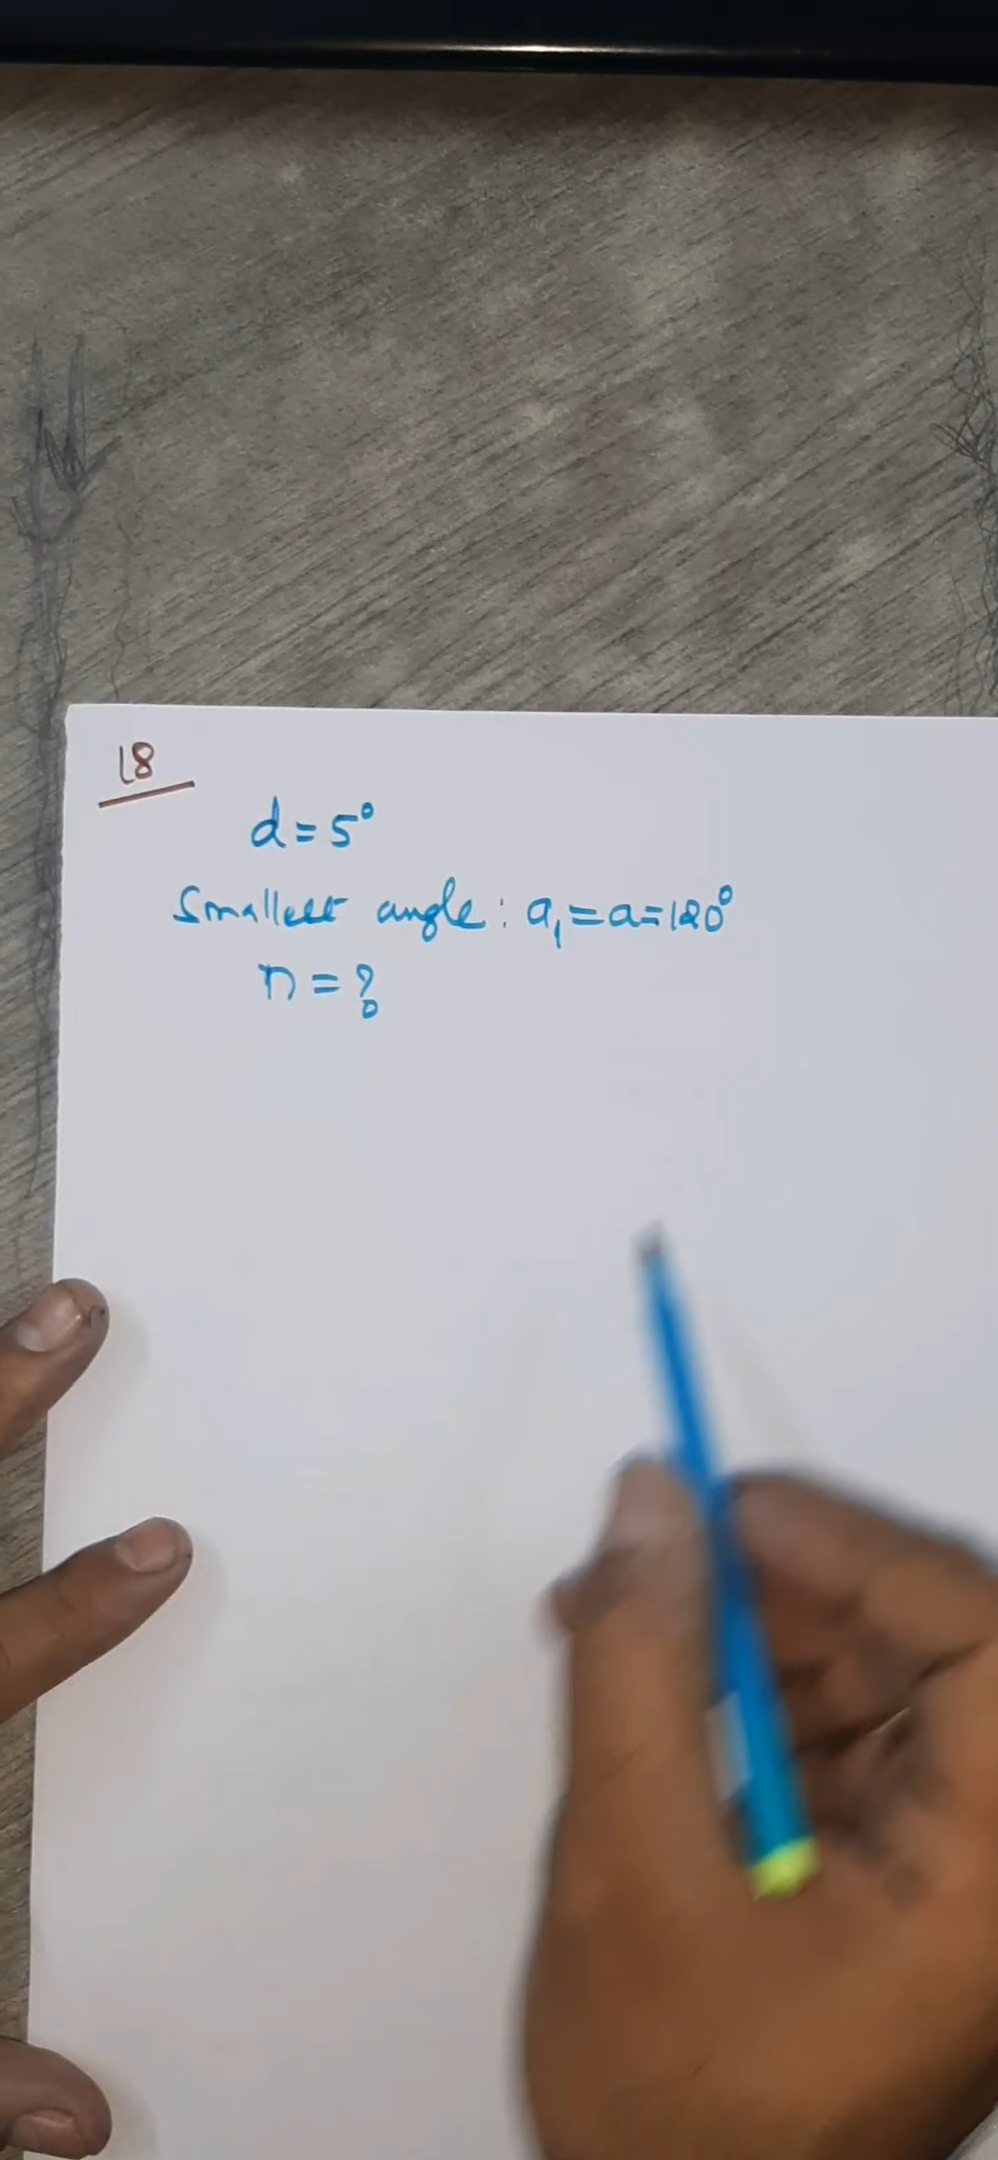 18
d = 5°
Smallest angle : a₁ = a = 120°
n = ?